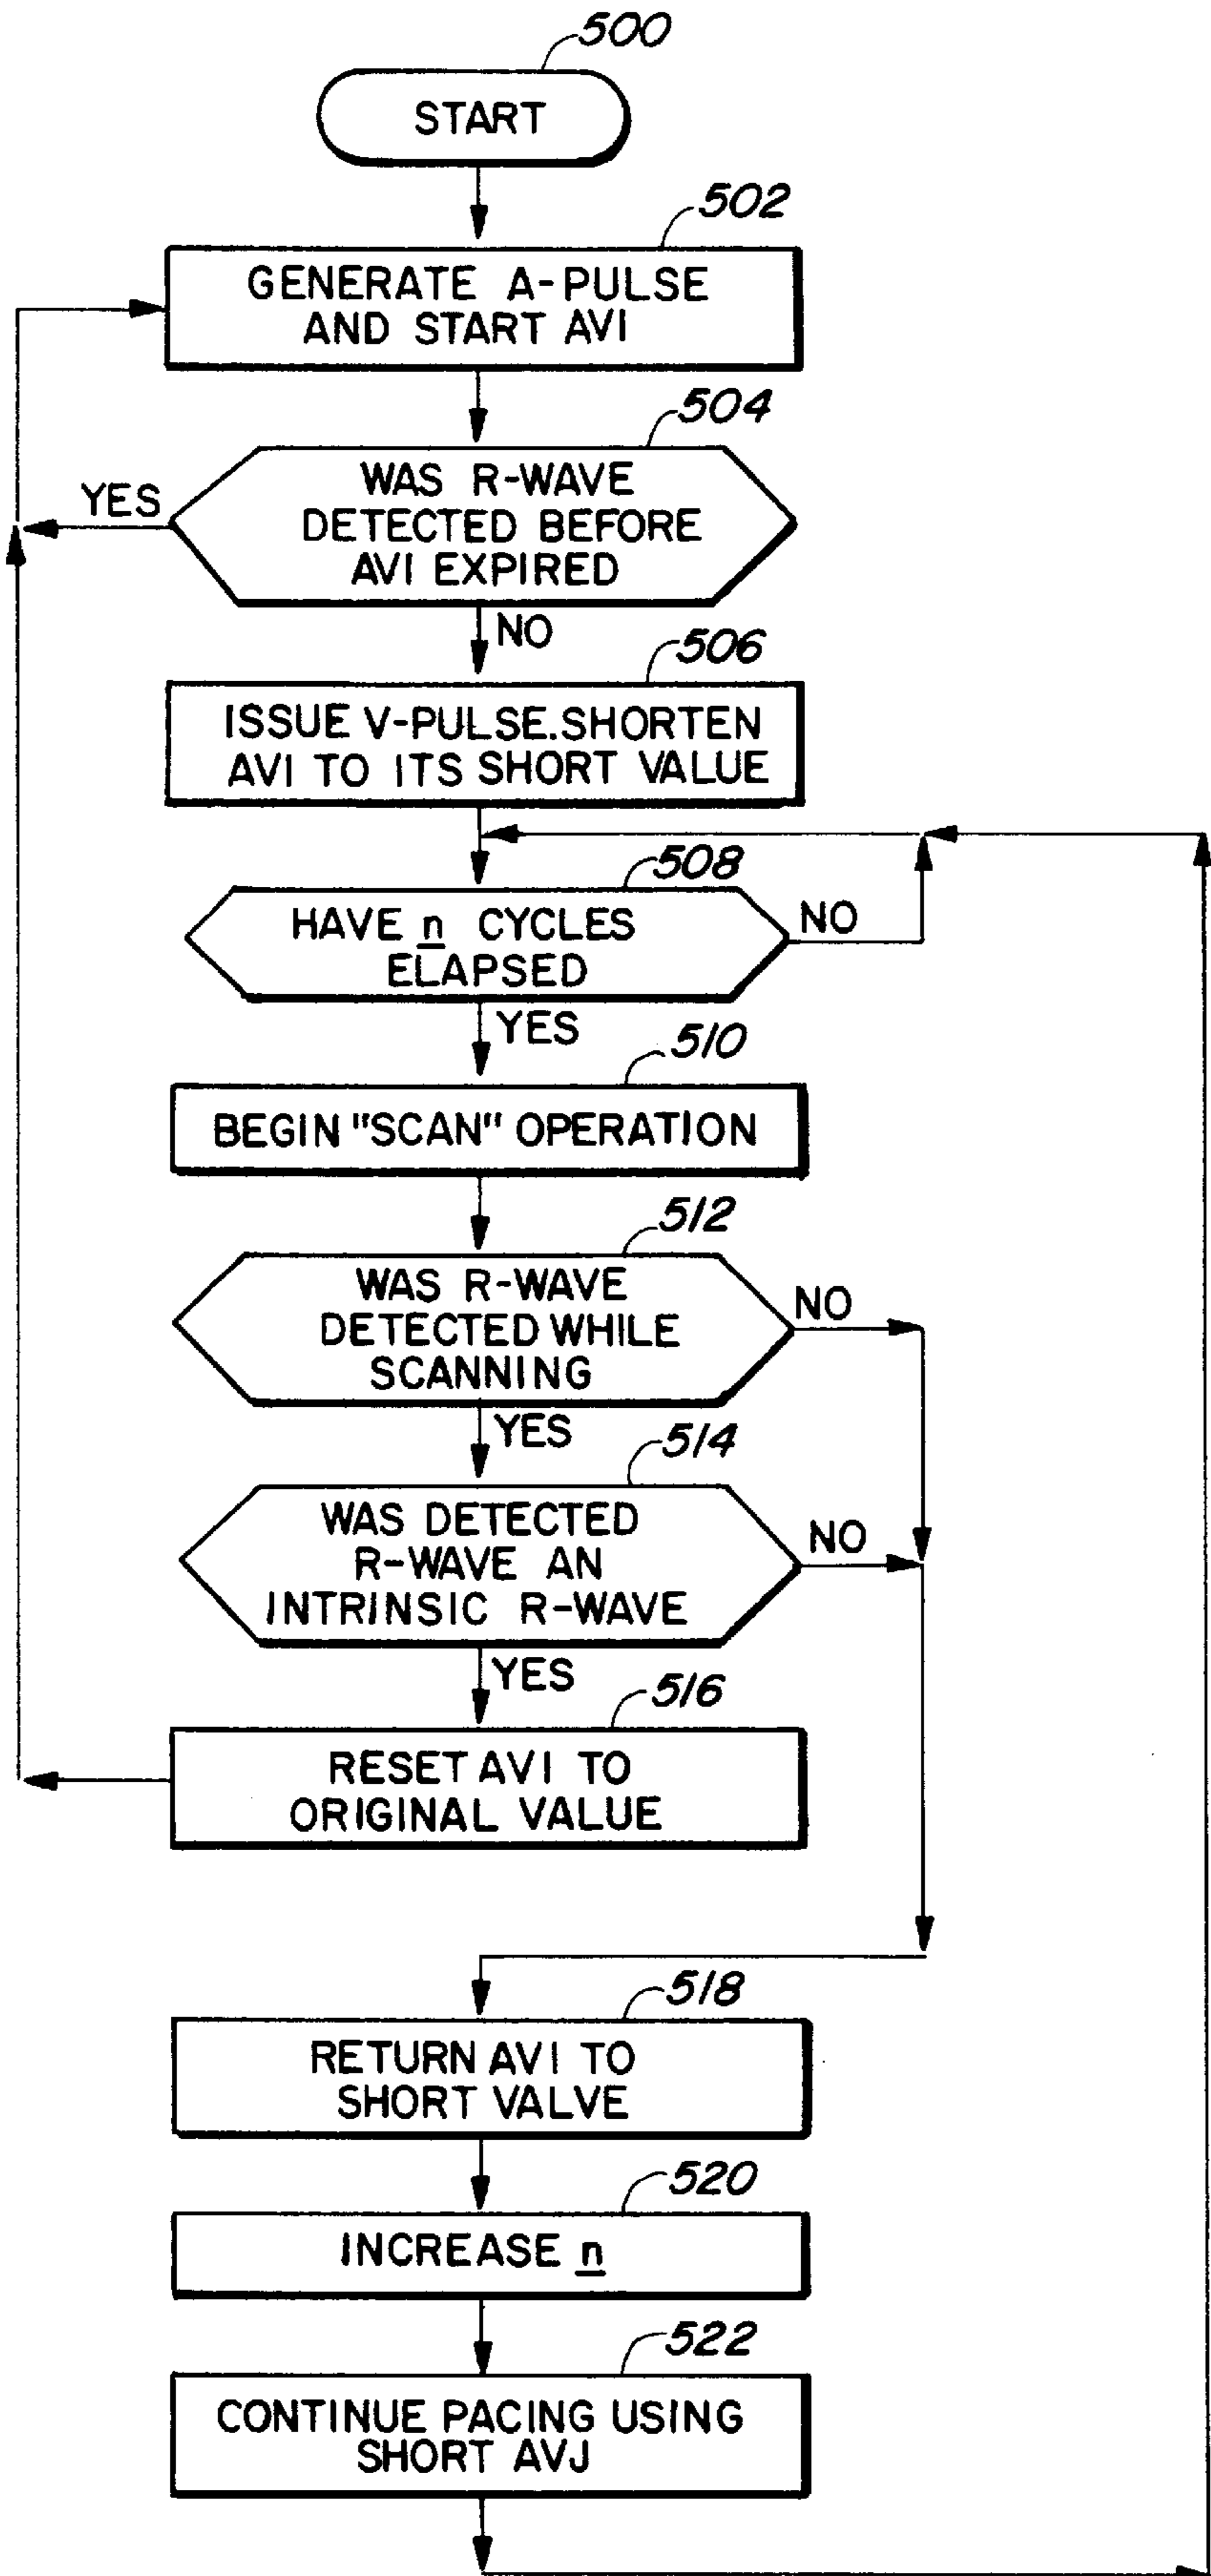 500
START
502
GENERATE A-PULSE
AND START AVI
504
WAS R-WAVE
DETECTED BEFORE
AVI EXPIRED
YES
NO
506
ISSUE V-PULSE.SHORTEN
AVI TO ITS SHORT VALUE
508
HAVE n CYCLES
ELAPSED
NO
YES
510
BEGIN "SCAN" OPERATION
512
WAS R-WAVE
DETECTED WHILE
SCANNING
NO
YES
514
WAS DETECTED
R-WAVE AN
INTRINSIC R-WAVE
NO
YES
516
RESET AVI TO
ORIGINAL VALUE
518
RETURN AVI TO
SHORT VALVE
520
INCREASE n
522
CONTINUE PACING USING
SHORT AVJ